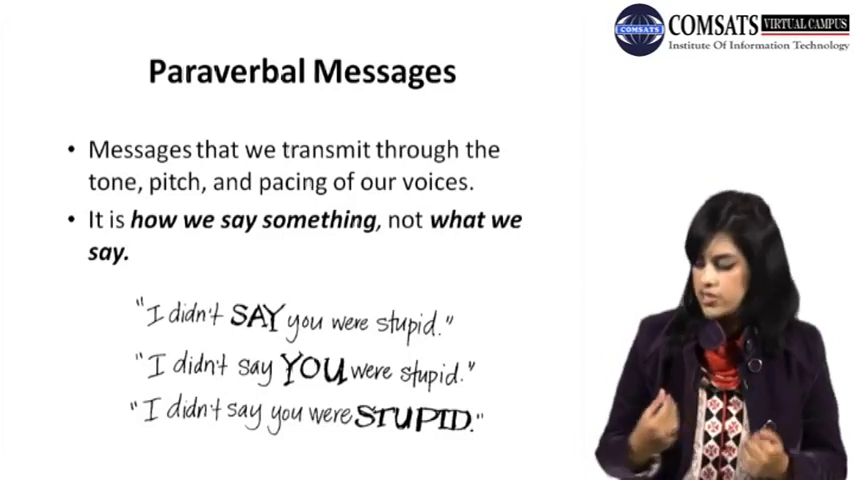 COMSATS VIRTUAL CAMPUS
COMSATS
Institute Of Information Technology
Paraverbal Messages
• Messages that we transmit through the
tone, pitch, and pacing of our voices.
• It is how we say something, not what we
say.
"I didn't SAY you were stupid."
"I didn't say YOU were stupid."
"I didn't say you were STUPID."